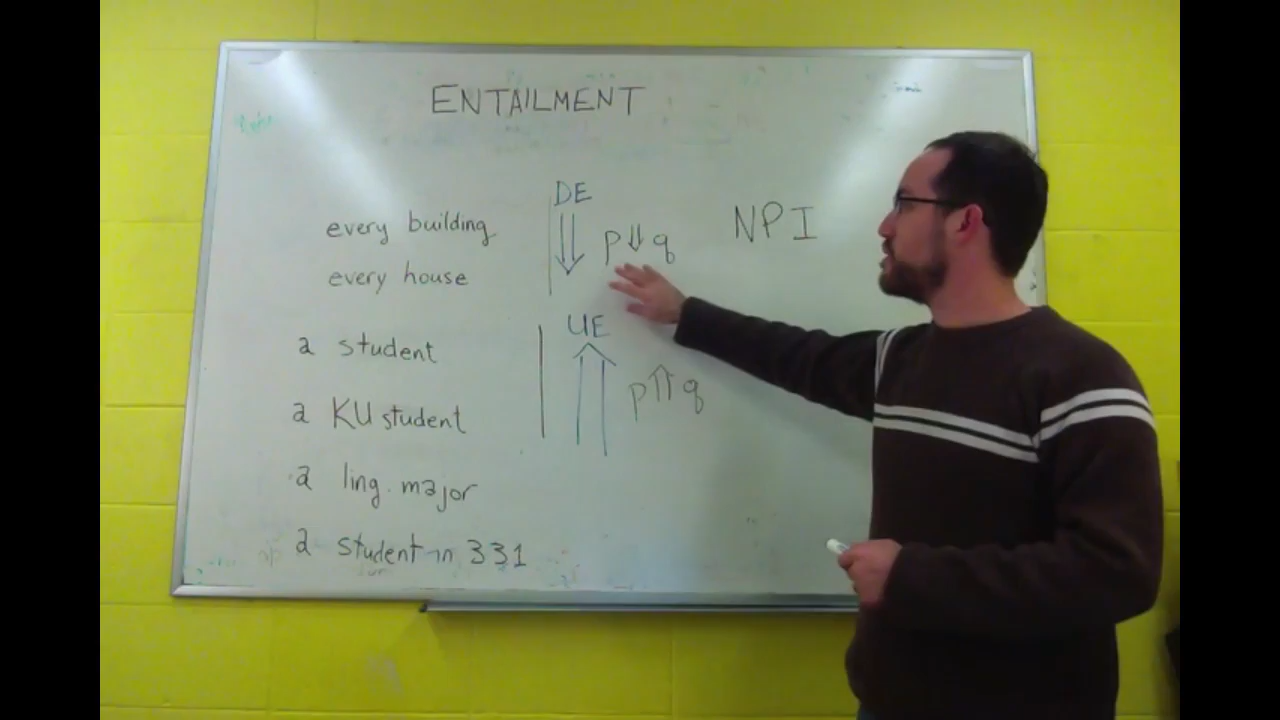 ENTAILMENT
every building
every house
DE
p⇓q
NPI
a student
a KU student
UE
p⇑q
a ling. major
a student in 331